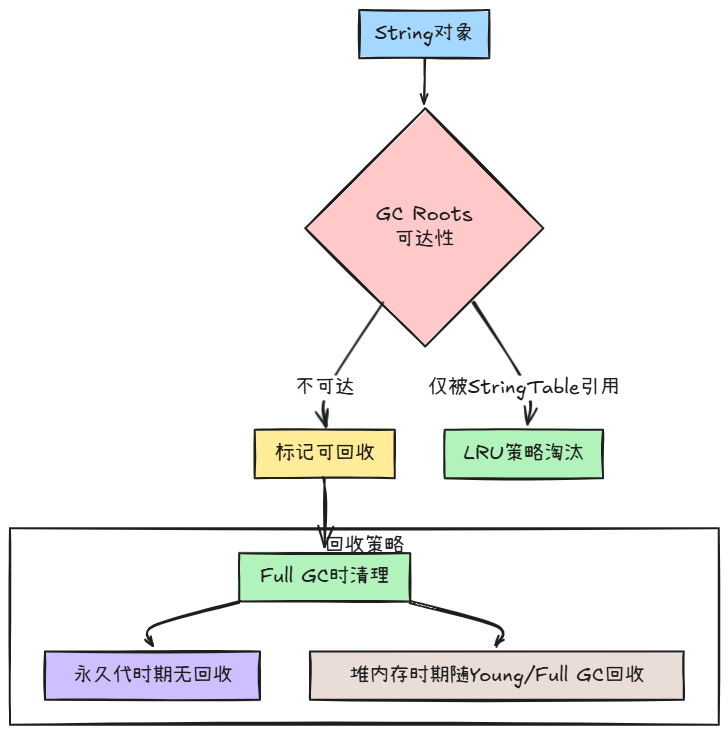 String对象
GC Roots
可达性
不可达
仅被StringTable引用
标记可回收
LRU策略淘汰
回收策略
Full GC时清理
永久代时期无回收
堆内存时期随Young/Full GC回收